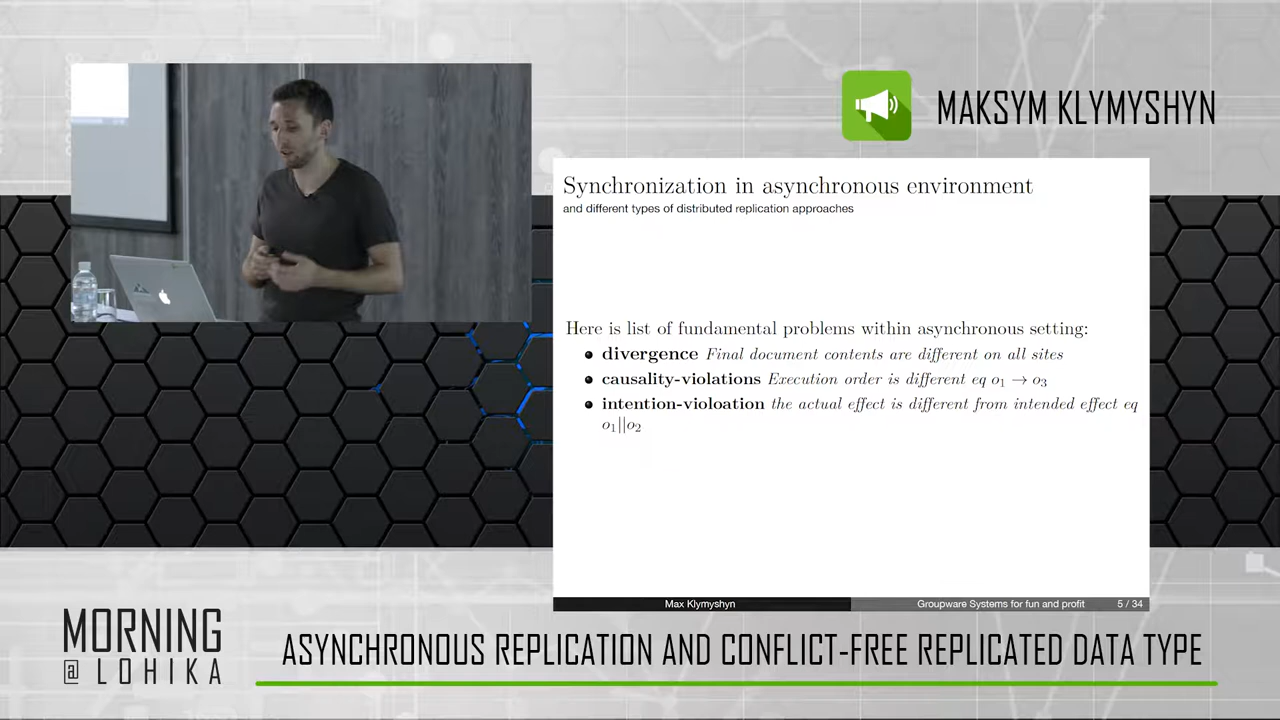 MAKSYM KLYMYSHYN
Synchronization in asynchronous environment
and different types of distributed replication approaches
Here is list of fundamental problems within asynchronous setting:
divergence Final document contents are different on all sites
causality-violations Execution order is different eq o₁ → o₃
intention-violoation the actual effect is different from intended effect eq
o₁||o₂
Max Klymyshyn
Groupware Systems for fun and profit 5 / 34
MORNING
@ LOHIKA
ASYNCHRONOUS REPLICATION AND CONFLICT-FREE REPLICATED DATA TYPE